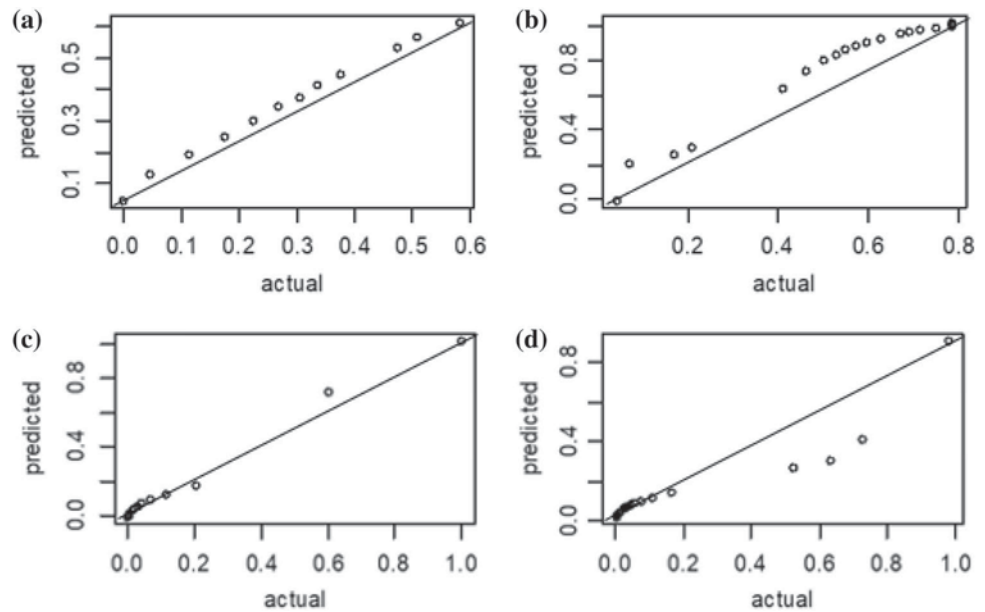 (a)
predicted
0.1 0.3 0.5
0.0 0.1 0.2 0.3 0.4 0.5 0.6
actual
(b)
predicted
0.0 0.4 0.8
0.2 0.4 0.6 0.8
actual
(c)
predicted
0.0 0.4 0.8
0.0 0.2 0.4 0.6 0.8 1.0
actual
(d)
predicted
0.0 0.4 0.8
0.0 0.2 0.4 0.6 0.8 1.0
actual